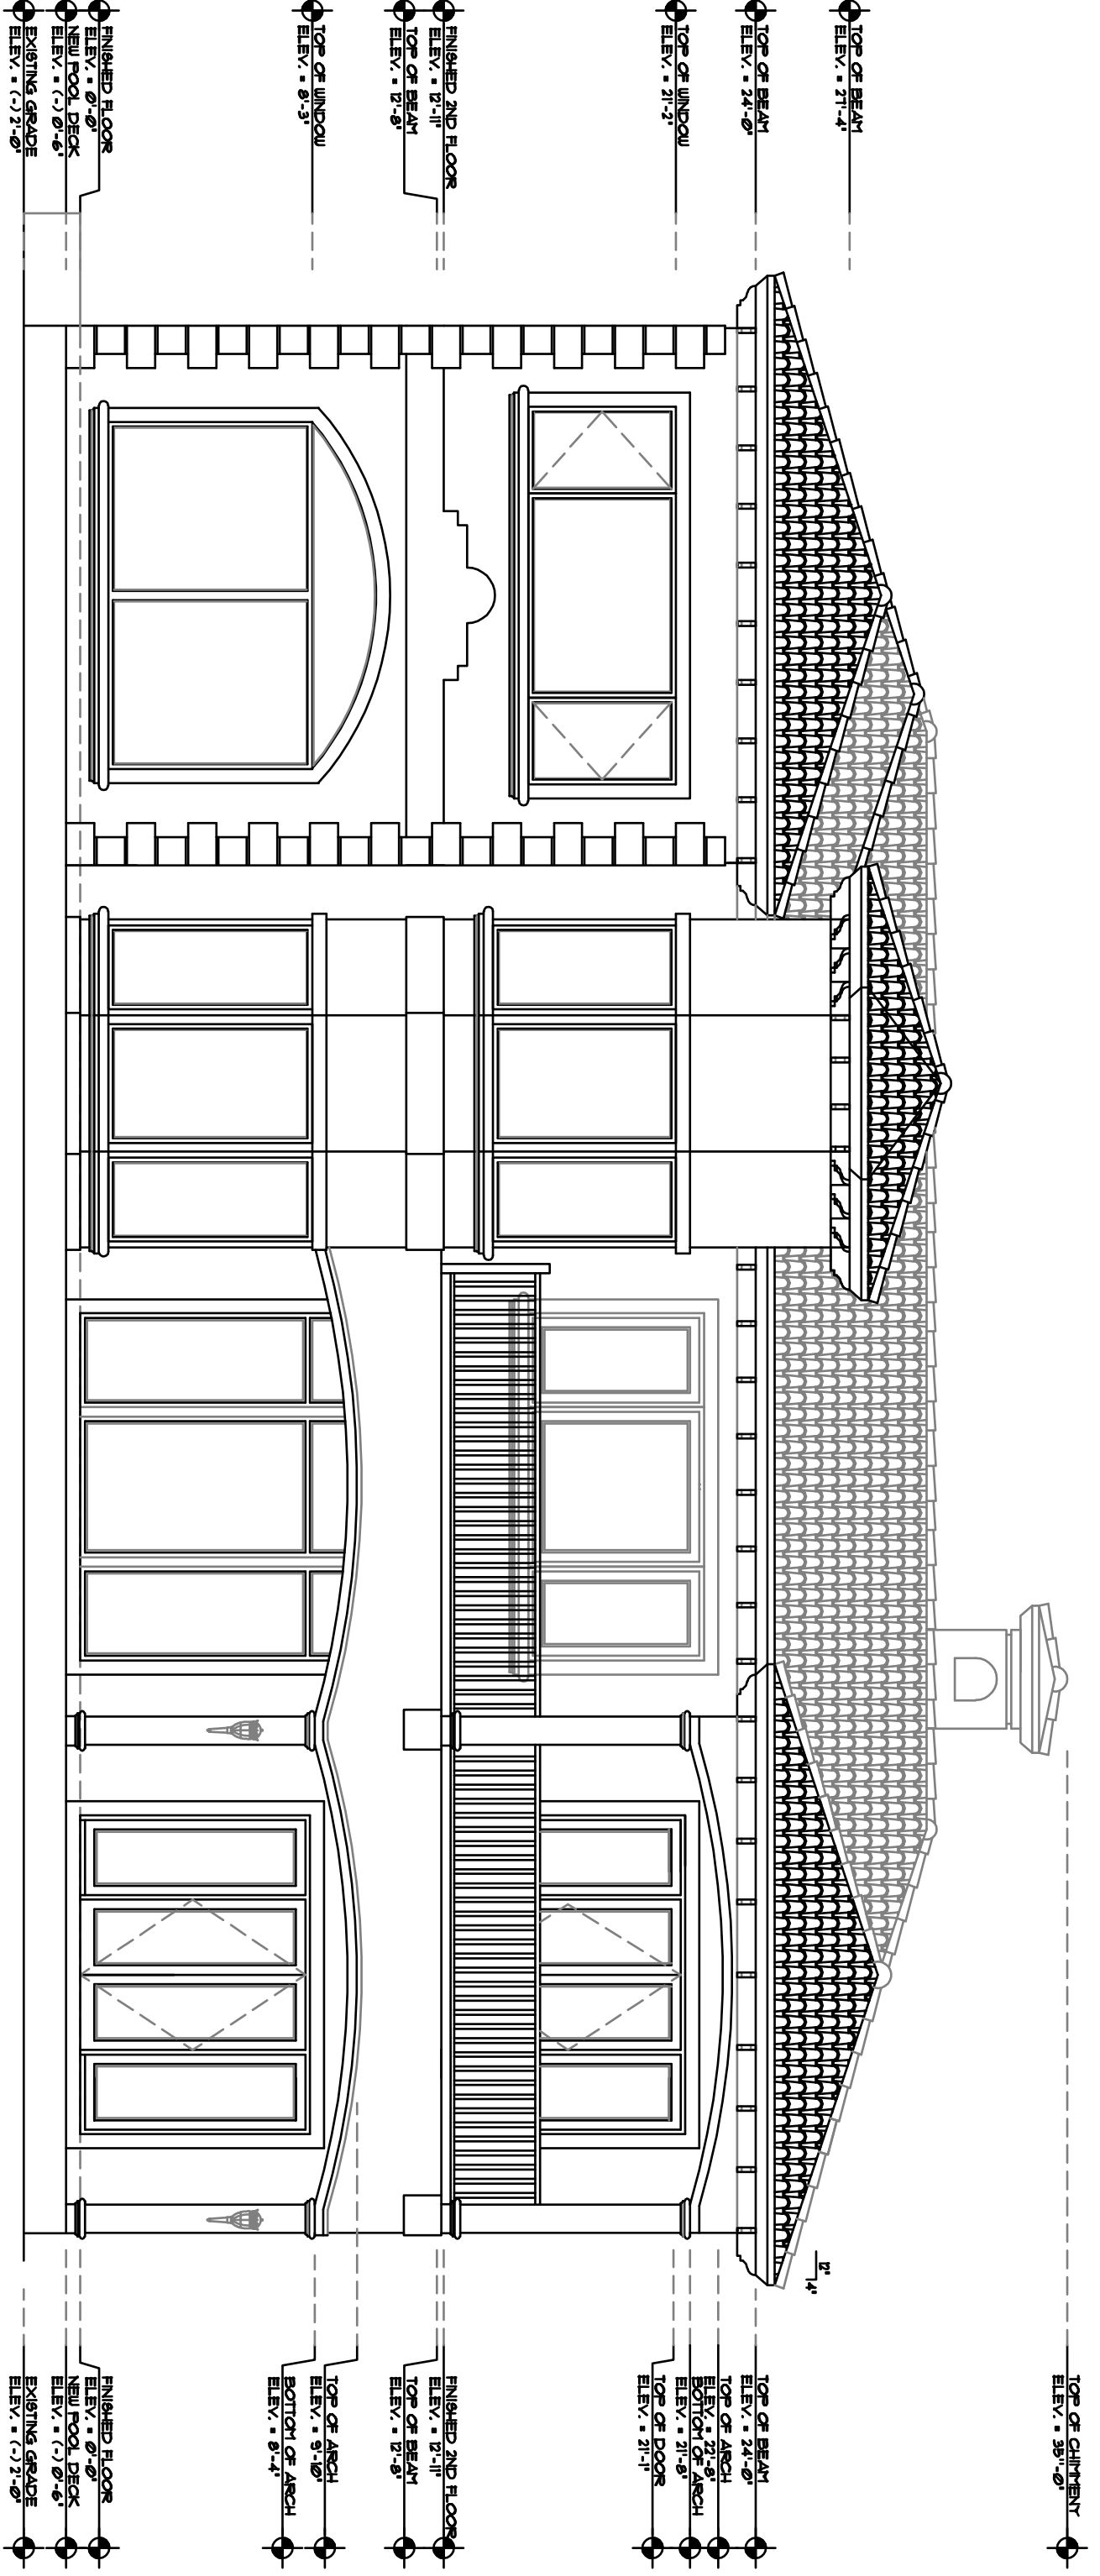 TOP OF BEAM
ELEV. = 27'-4"
TOP OF BEAM
ELEV. = 24'-0"
TOP OF WINDOW
ELEV. = 21'-2"
FINISHED 2ND FLOOR
ELEV. = 12'-11"
TOP OF BEAM
ELEV. = 12'-8"
TOP OF WINDOW
ELEV. = 8'-3"
FINISHED FLOOR
ELEV. = 0'-0"
NEW POOL DECK
ELEV. = (-) 0'-6"
EXISTING GRADE
ELEV. = (-) 2'-0"
12"
4"
TOP OF CHIMMENY
ELEV. = 35"-0"
TOP OF BEAM
ELEV. = 24'-0"
TOP OF ARCH
ELEV. = 22'-8"
BOTTOM OF ARCH
ELEV. = 21'-8"
TOP OF DOOR
ELEV. = 21'-1"
FINISHED 2ND FLOOR
ELEV. = 12'-11"
TOP OF BEAM
ELEV. = 12'-8"
TOP OF ARCH
ELEV. = 9'-10"
BOTTOM OF ARCH
ELEV. = 8'-4"
FINISHED FLOOR
ELEV. = 0'-0"
NEW POOL DECK
ELEV. = (-) 0'-6"
EXISTING GRADE
ELEV. = (-) 2'-0"